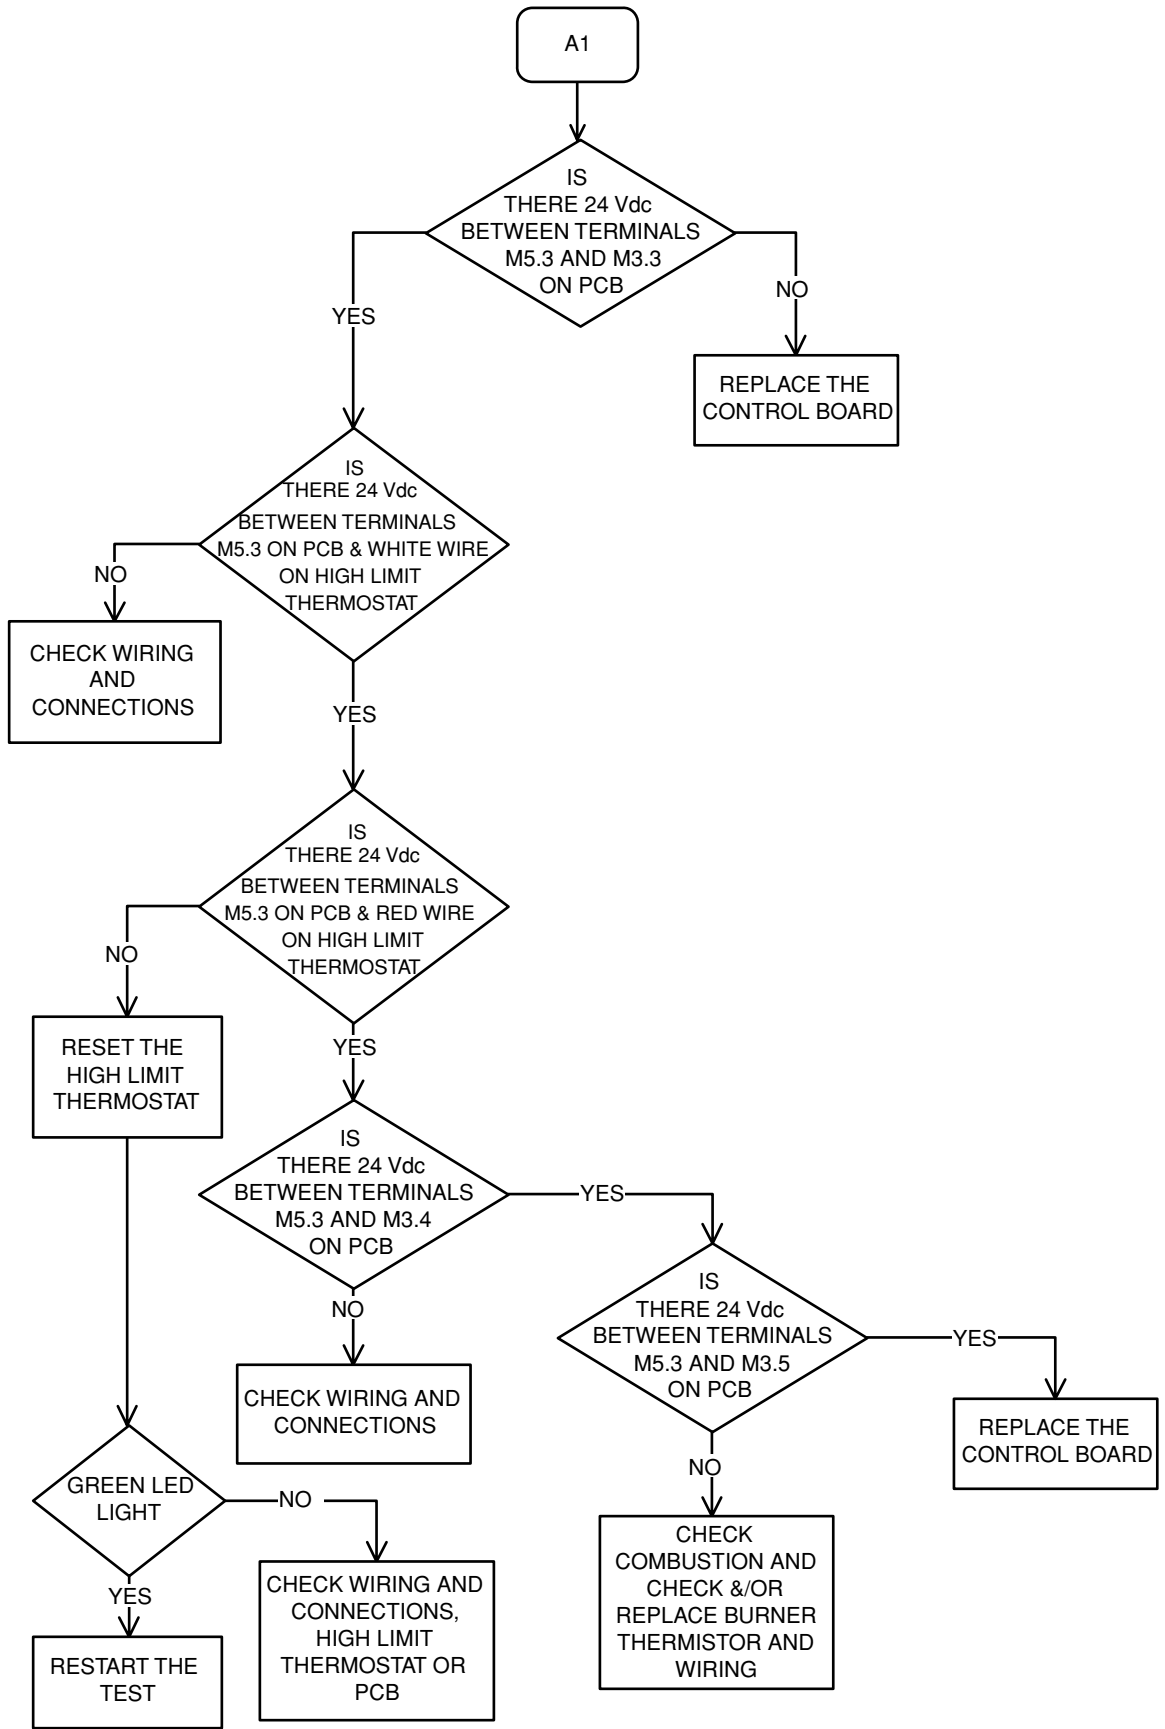 A1
IS
THERE 24 Vdc
BETWEEN TERMINALS
M5.3 AND M3.3
ON PCB
NO
YES
REPLACE THE
CONTROL BOARD
IS
THERE 24 Vdc
BETWEEN TERMINALS
M5.3 ON PCB & WHITE WIRE
ON HIGH LIMIT
THERMOSTAT
NO
CHECK WIRING
AND
CONNECTIONS
YES
IS
THERE 24 Vdc
BETWEEN TERMINALS
M5.3 ON PCB & RED WIRE
ON HIGH LIMIT
THERMOSTAT
NO
RESET THE
HIGH LIMIT
THERMOSTAT
YES
IS
THERE 24 Vdc
BETWEEN TERMINALS
M5.3 AND M3.4
ON PCB
YES
NO
CHECK WIRING AND
CONNECTIONS
IS
THERE 24 Vdc
BETWEEN TERMINALS
M5.3 AND M3.5
ON PCB
YES
REPLACE THE
CONTROL BOARD
NO
CHECK
COMBUSTION AND
CHECK &/OR
REPLACE BURNER
THERMISTOR AND
WIRING
GREEN LED
LIGHT
NO
CHECK WIRING AND
CONNECTIONS,
HIGH LIMIT
THERMOSTAT OR
PCB
YES
RESTART THE
TEST